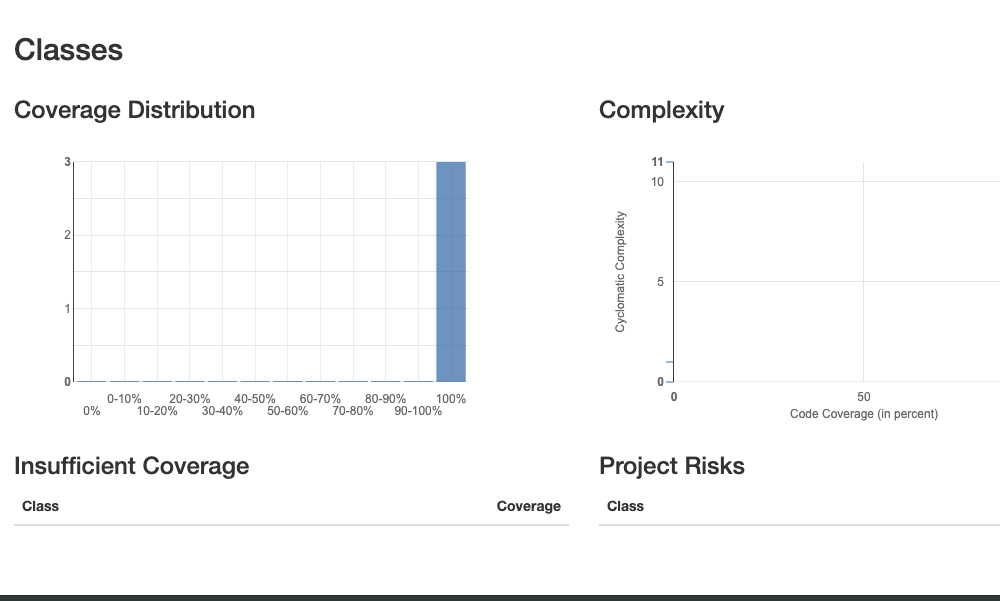 Classes
Coverage Distribution
3
2
1
0
0-10% 20-30% 40-50% 60-70% 80-90% 100%
0% 10-20% 30-40% 50-60% 70-80% 90-100%
Complexity
11
10
5
0
Cyclomatic Complexity
0 50
Code Coverage (in percent)
Insufficient Coverage
Class Coverage
Project Risks
Class